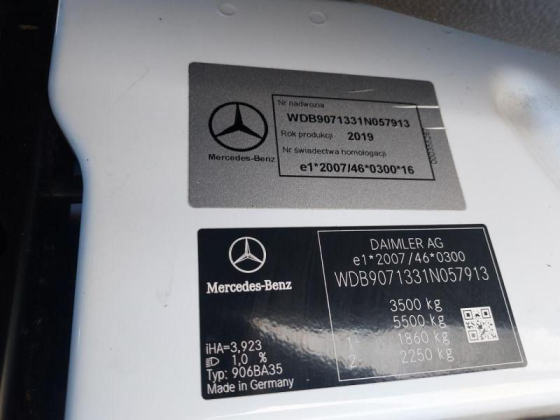 Nr nadwozia
WDB9071331N057913
Rok produkcji 2019
Nr świadectwa homologacji
e1*2007/46*0300*16
Mercedes-Benz
DAIMLER AG
e1*2007/46*0300
WDB9071331N057913
Mercedes-Benz
3500 kg
5500 kg
1- 1860 kg
2- 2250 kg
iHA=3,923
1,0 %
Typ: 906BA35
Made in Germany